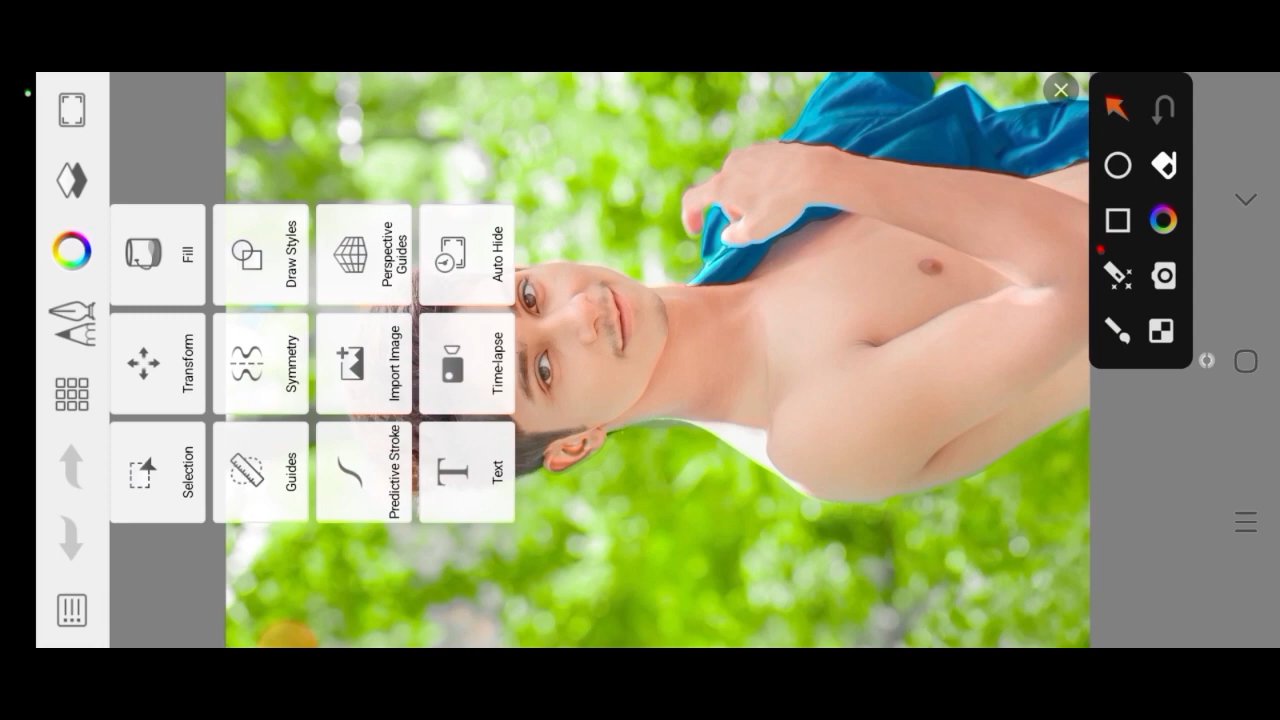 Selection
Transform
Fill
Guides
Symmetry
Draw Styles
Predictive Stroke
Import Image
Perspective
Guides
Text
Time-lapse
Auto Hide